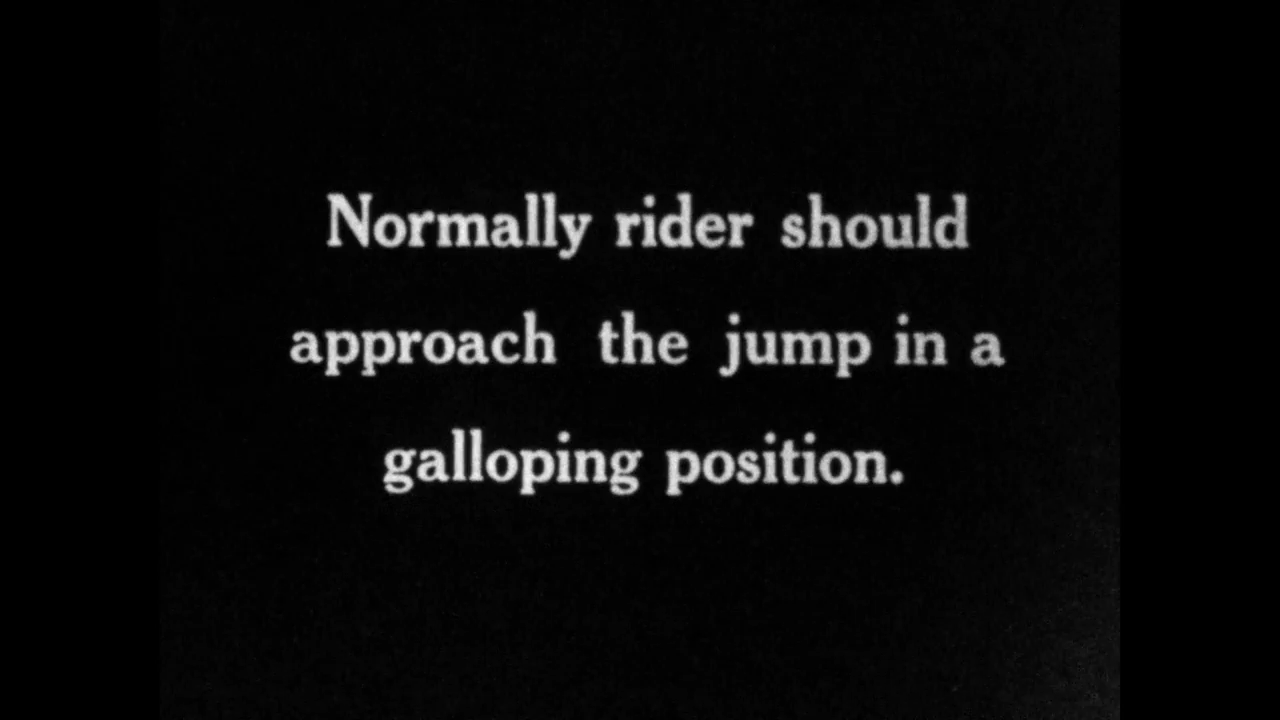 Normally rider should
approach the jump in a
galloping position.